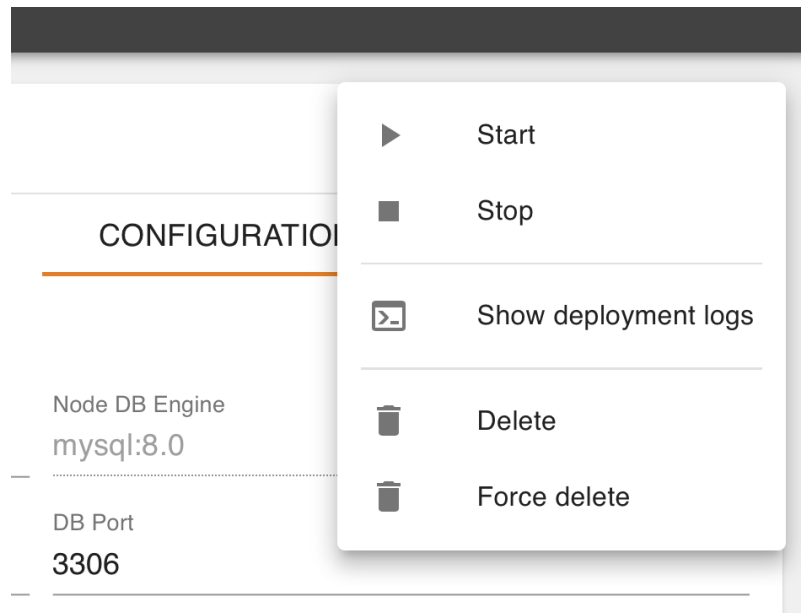 Start
Stop
CONFIGURATIO
Show deployment logs
Node DB Engine
mysql:8.0
Delete
Force delete
DB Port
3306